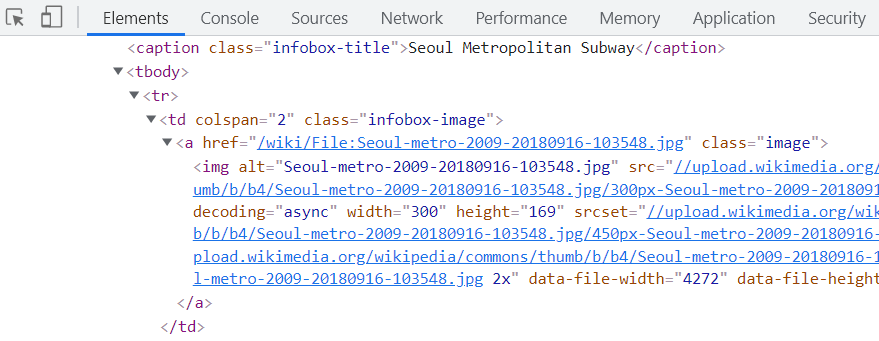 Elements Console Sources Network Performance Memory Application Security
<caption class="infobox-title">Seoul Metropolitan Subway</caption>
<tbody>
<tr>
<td colspan="2" class="infobox-image">
<a href="/wiki/File:Seoul-metro-2009-20180916-103548.jpg" class="image">
<img alt="Seoul-metro-2009-20180916-103548.jpg" src="//upload.wikimedia.org/
umb/b/b4/Seoul-metro-2009-20180916-103548.jpg/300px-Seoul-metro-2009-2018091
decoding="async" width="300" height="169" srcset="//upload.wikimedia.org/wik
b/b/b4/Seoul-metro-2009-20180916-103548.jpg/450px-Seoul-metro-2009-20180916-
pload.wikimedia.org/wikipedia/commons/thumb/b/b4/Seoul-metro-2009-20180916-1
l-metro-2009-20180916-103548.jpg 2x" data-file-width="4272" data-file-height
</a>
</td>